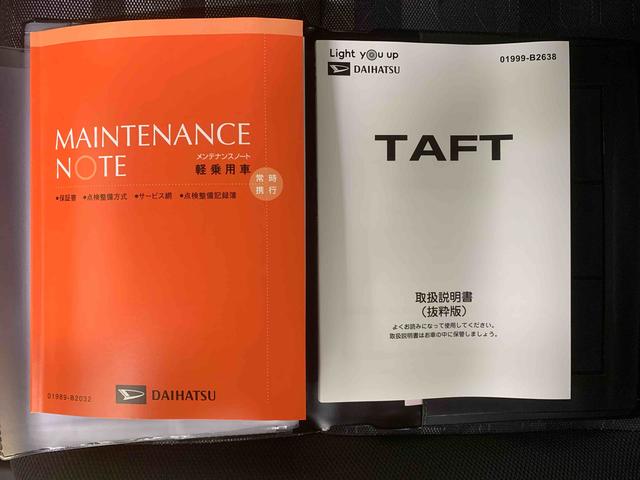 MAINTENANCE
NOTE
メンテナンスノート
軽乗用車
常時
携行
●保証書 ●点検整備方式 ●サービス網 ●点検整備記録簿
01989-B2032
DAIHATSU
Light you up
DAIHATSU
01999-B2638
TAFT
取扱説明書
（抜粋版）
よくお読みになって使用してください。
取扱説明書はお車の中に保管しましょう。